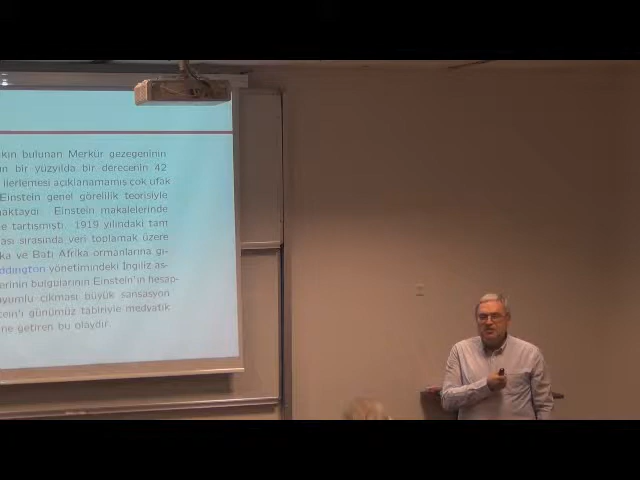 kın bulunan Merkür gezegeninin
n bir yüzyılda bir derecenin 42
ilerlemesi açıklanamamış çok ufak
Einstein genel görelilik teorisiyle
maktaydı. Einstein makalelerinde
e tartışmıştı. 1919 yılındaki tam
ası sırasında veri toplamak üzere
ka ve Batı Afrika ormanlarına gi-
ddington yönetimindeki İngiliz as-
erinin bulgularının Einstein'ın hesap-
yumlu çıkması büyük sansasyon
tein'ı günümüz tabiriyle medyatik
ne getiren bu olaydır.